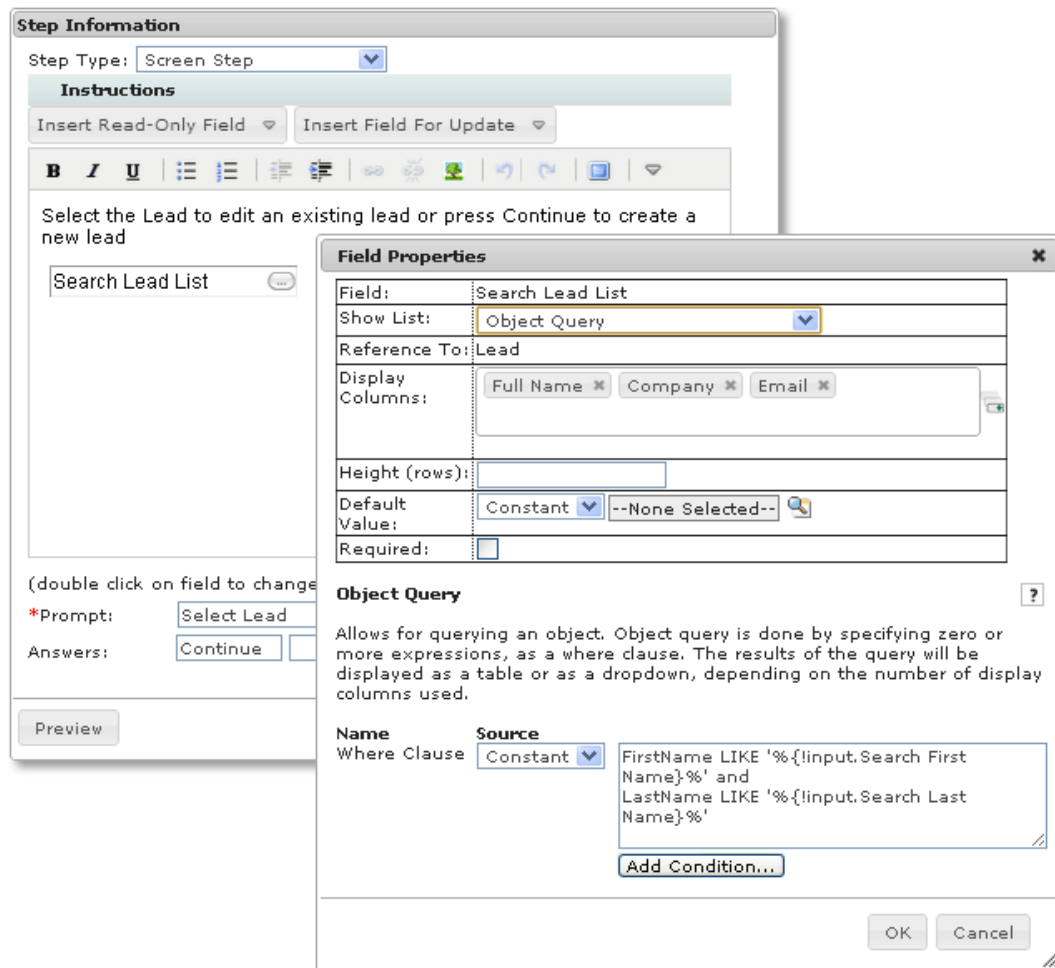 Step Information
Step Type: Screen Step
Instructions
Insert Read-Only Field Insert Field For Update
B I U
Select the Lead to edit an existing lead or press Continue to create a
new lead
Search Lead List ...
(double click on field to change
*Prompt: Select Lead
Answers: Continue
Preview
Field Properties
Field: Search Lead List
Show List: Object Query
Reference To: Lead
Display
Columns:
Full Name Company Email
Height (rows):
Default
Value:
Constant --None Selected--
Required:
Object Query ?
Allows for querying an object. Object query is done by specifying zero or
more expressions, as a where clause. The results of the query will be
displayed as a table or as a dropdown, depending on the number of display
columns used.
Name Source
Where Clause Constant
FirstName LIKE '%{!input.Search First
Name}%' and
LastName LIKE '%{!input.Search Last
Name}%'
Add Condition...
OK Cancel